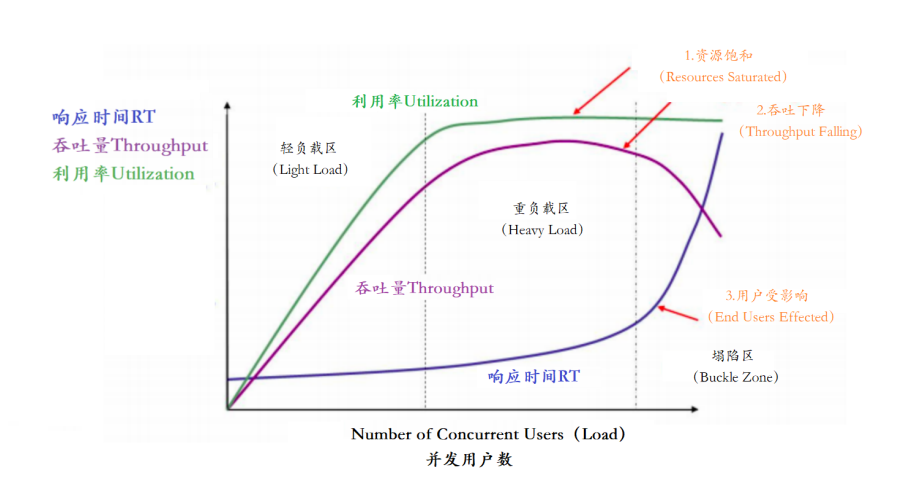 响应时间RT
吞吐量Throughput
利用率Utilization
利用率Utilization
1.资源饱和
（Resources Saturated）
2.吞吐下降
（Throughput Falling）
轻负载区
（Light Load）
重负载区
（Heavy Load）
吞吐量Throughput
3.用户受影响
（End Users Effected）
响应时间RT
塌陷区
（Buckle Zone）
Number of Concurrent Users（Load）
并发用户数